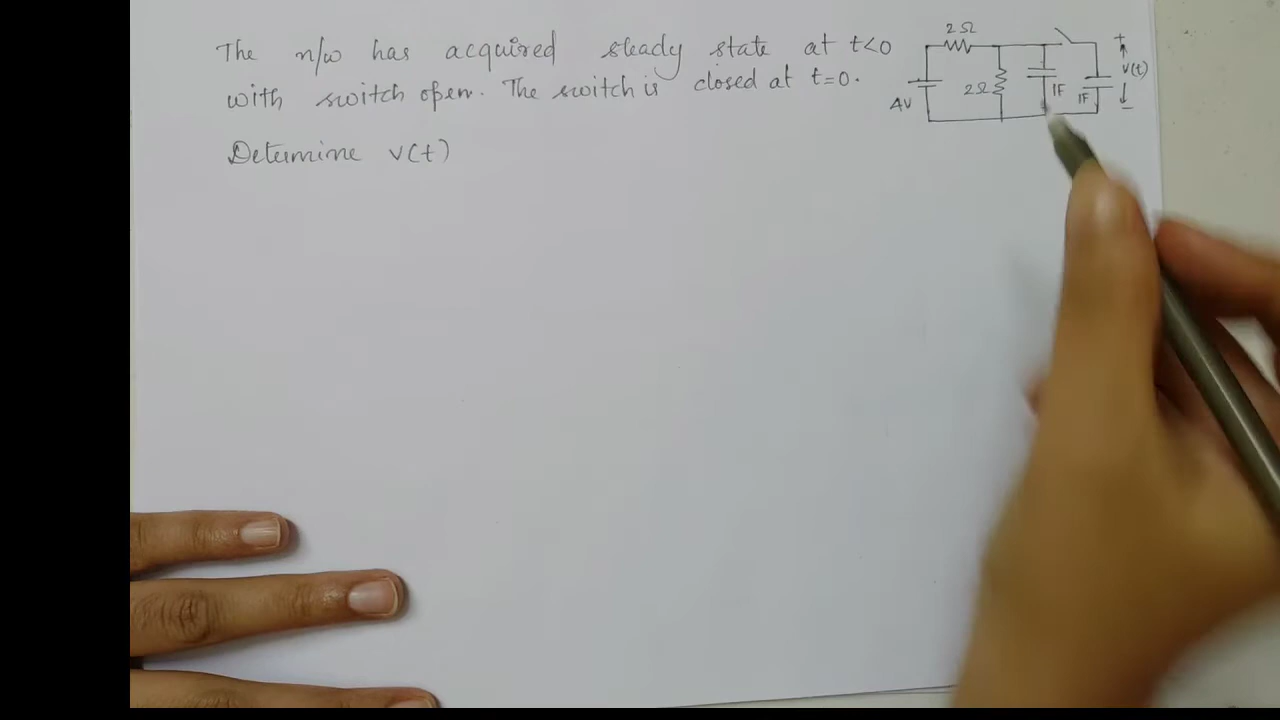 The n/w has acquired steady state at t<0
with switch open. The switch is closed at t=0.
Determine v(t)
2Ω
4V
2Ω
1F
1F
+
v(t)
-